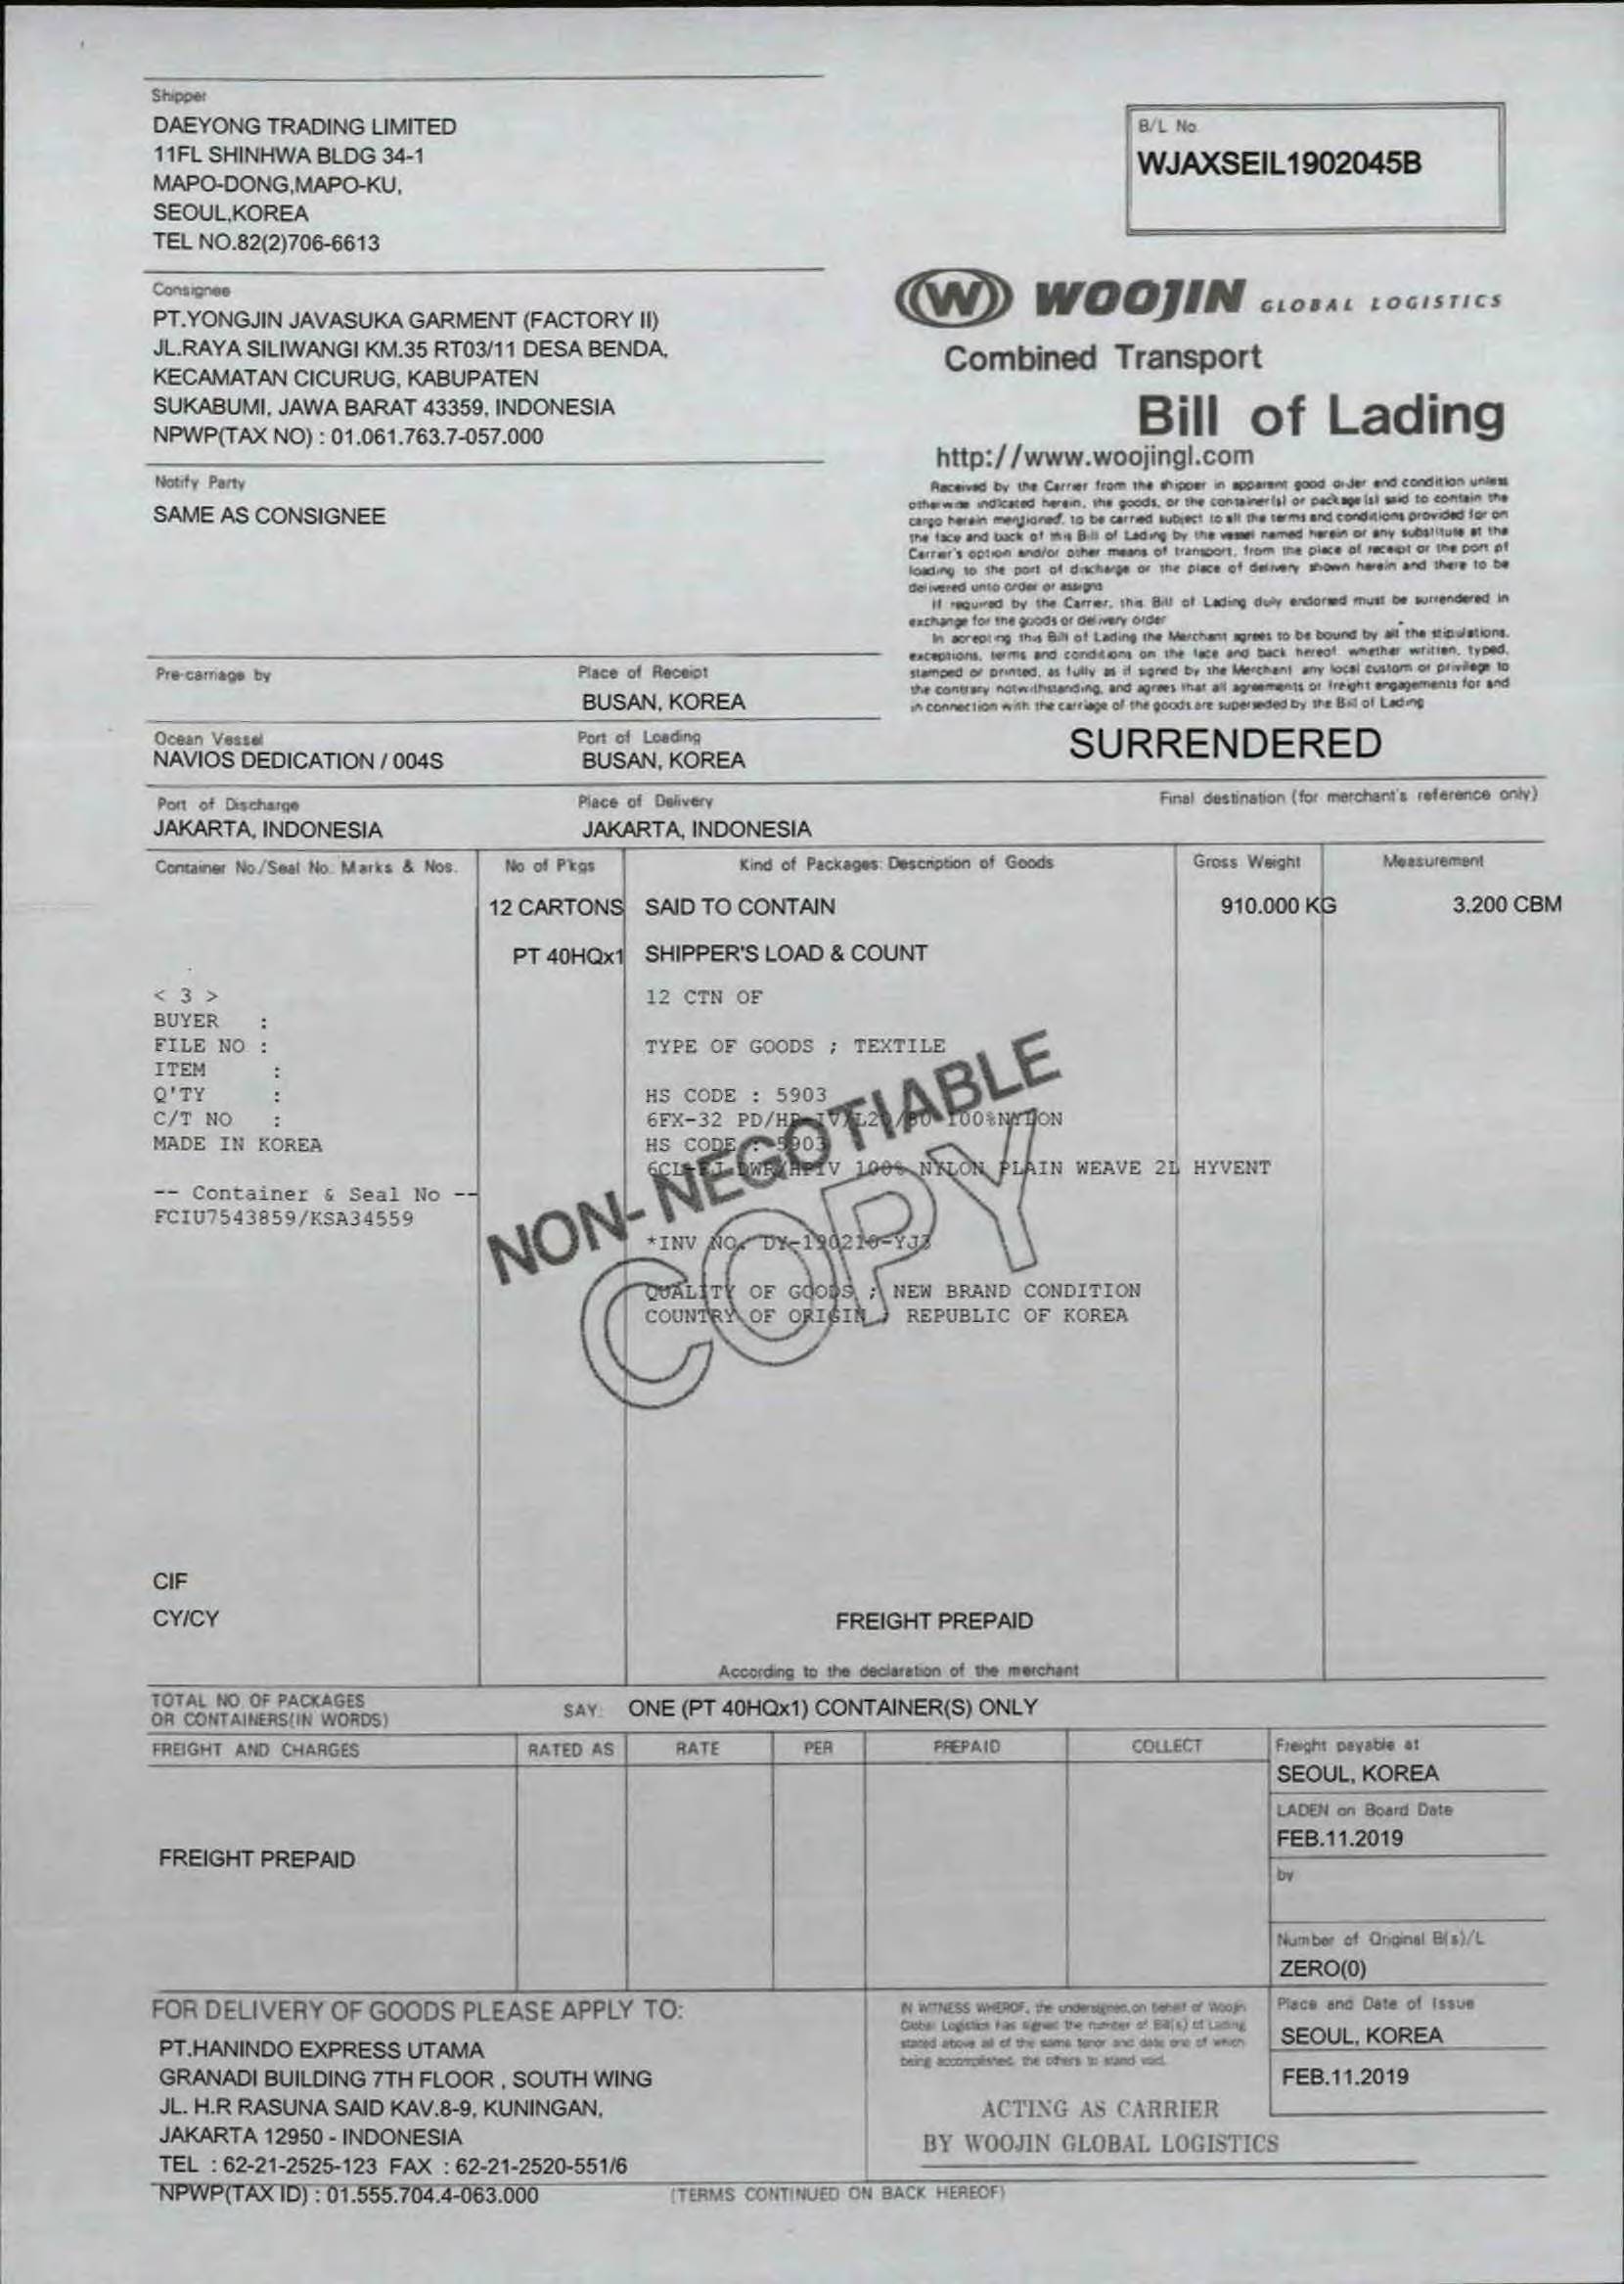 Shipper
DAEYONG TRADING LIMITED
11FL SHINHWA BLDG 34-1
MAPO-DONG,MAPO-KU,
SEOUL,KOREA
TEL NO.82(2)706-6613
B/L No
WJAXSEIL1902045B
Consignee
PT.YONGJIN JAVASUKA GARMENT (FACTORY II)
JL.RAYA SILIWANGI KM.35 RT03/11 DESA BENDA,
KECAMATAN CICURUG, KABUPATEN
SUKABUMI, JAWA BARAT 43359, INDONESIA
NPWP(TAX NO) : 01.061.763.7-057.000
W WOOJIN GLOBAL LOGISTICS
Combined Transport
Bill of Lading
http://www.woojingl.com
Notify Party
SAME AS CONSIGNEE
Received by the Carrier from the shipper in apparent good order and condition unless
otherwise indicated herein, the goods, or the container(s) or package(s) said to contain the
cargo herein mentioned, to be carried subject to all the terms and conditions provided for on
the face and back of this Bill of Lading by the vessel named herein or any substitute at the
Carrier's option and/or other means of transport, from the place of receipt or the port of
loading to the port of discharge or the place of delivery shown herein and there to be
delivered unto order or assigns
If required by the Carrier, this Bill of Lading duly endorsed must be surrendered in
exchange for the goods or delivery order
In accepting this Bill of Lading the Merchant agrees to be bound by all the stipulations,
exceptions, terms and conditions on the face and back hereof, whether written, typed,
stamped or printed, as fully as if signed by the Merchant any local custom or privilege to
the contrary notwithstanding, and agrees that all agreements or freight engagements for and
in connection with the carriage of the goods are superseded by the Bill of Lading
Pre-carriage by
Place of Receipt
BUSAN, KOREA
Ocean Vessel
NAVIOS DEDICATION / 004S
Port of Loading
BUSAN, KOREA
SURRENDERED
Port of Discharge
JAKARTA, INDONESIA
Place of Delivery
JAKARTA, INDONESIA
Final destination (for merchant's reference only)
Container No./Seal No. Marks & Nos. No of P'kgs Kind of Packages: Description of Goods Gross Weight Measurement
12 CARTONS SAID TO CONTAIN 910.000 KG 3.200 CBM
PT 40HQx1 SHIPPER'S LOAD & COUNT
< 3 > 12 CTN OF
BUYER :
FILE NO : TYPE OF GOODS ; TEXTILE
ITEM :
Q'TY : HS CODE : 5903
C/T NO : 6FX-32 100%NYLON
MADE IN KOREA HS CODE : 5903
100% NYLON PLAIN WEAVE 2L HYVENT
-- Container & Seal No --
FCIU7543859/KSA34559
*INV NO. DY-190210-YJ3
QUALITY OF GOODS ; NEW BRAND CONDITION
COUNTRY OF ORIGIN ; REPUBLIC OF KOREA
NON-NEGOTIABLE
COPY
CIF
CY/CY FREIGHT PREPAID
According to the declaration of the merchant
TOTAL NO. OF PACKAGES
OR CONTAINERS(IN WORDS)
SAY: ONE (PT 40HQx1) CONTAINER(S) ONLY
FREIGHT AND CHARGES RATED AS RATE PER PREPAID COLLECT
Freight payable at
SEOUL, KOREA
LADEN on Board Date
FEB.11.2019
FREIGHT PREPAID
by
Number of Original B(s)/L
ZERO(0)
FOR DELIVERY OF GOODS PLEASE APPLY TO:
PT.HANINDO EXPRESS UTAMA
GRANADI BUILDING 7TH FLOOR , SOUTH WING
JL. H.R RASUNA SAID KAV.8-9, KUNINGAN,
JAKARTA 12950 - INDONESIA
TEL : 62-21-2525-123 FAX : 62-21-2520-551/6
NPWP(TAX ID) : 01.555.704.4-063.000
IN WITNESS WHEREOF, the undersigned, on behalf of Woojin
Global Logistics has signed the number of Bill(s) of Lading
stated above all of the same tenor and date one of which
being accomplished, the others to stand void.
Place and Date of Issue
SEOUL, KOREA
FEB.11.2019
ACTING AS CARRIER
BY WOOJIN GLOBAL LOGISTICS
(TERMS CONTINUED ON BACK HEREOF)